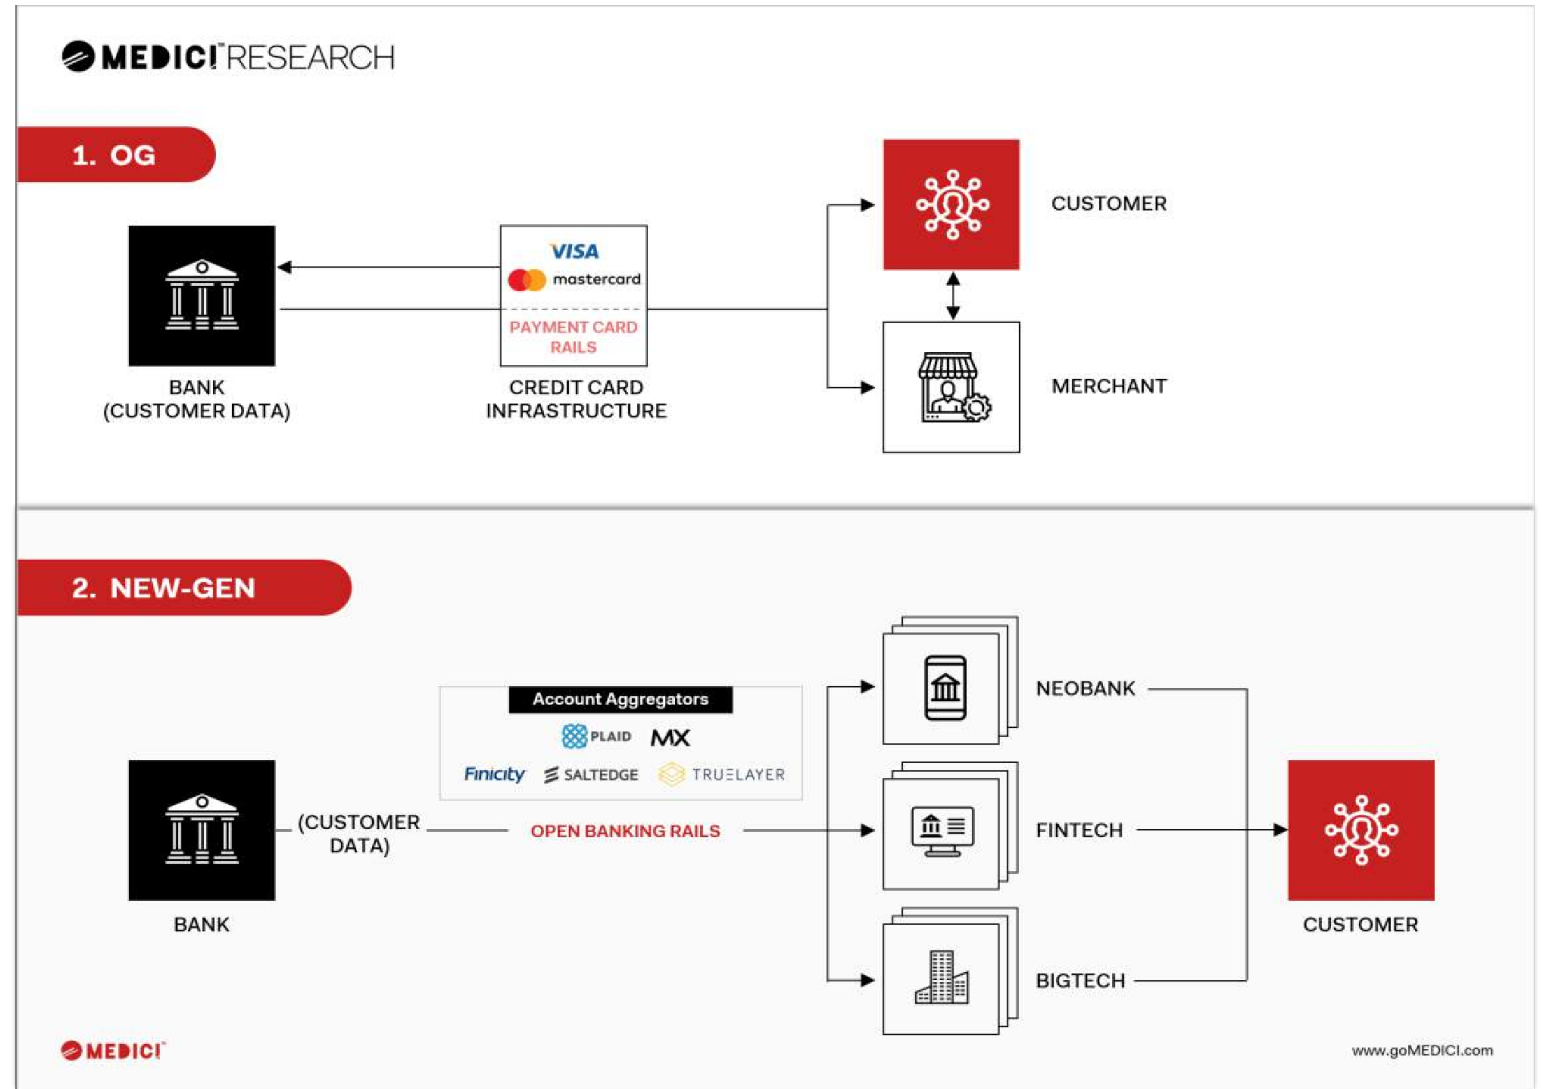 MEDICI™ RESEARCH
1. OG
VISA
mastercard
PAYMENT CARD
RAILS
BANK
(CUSTOMER DATA)
CREDIT CARD
INFRASTRUCTURE
CUSTOMER
MERCHANT
2. NEW-GEN
Account Aggregators
PLAID MX
Finicity SALTEDGE TRUELAYER
(CUSTOMER
DATA)
OPEN BANKING RAILS
BANK
NEOBANK
FINTECH
BIGTECH
CUSTOMER
MEDICI™
www.goMEDICI.com